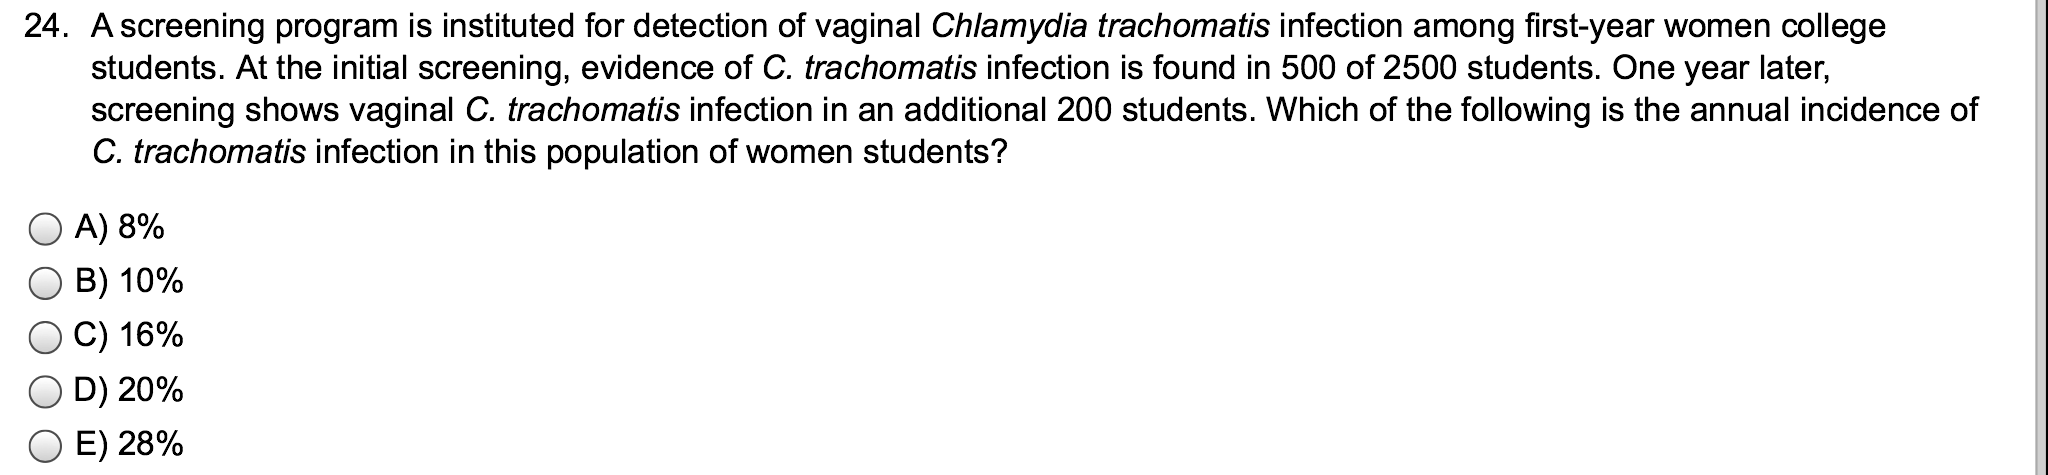 24. A screening program is instituted for detection of vaginal Chlamydia trachomatis infection among first-year women college
students. At the initial screening, evidence of C. trachomatis infection is found in 500 of 2500 students. One year later,
screening shows vaginal C. trachomatis infection in an additional 200 students. Which of the following is the annual incidence of
C. trachomatis infection in this population of women students?
A) 8%
B) 10%
C) 16%
D) 20%
E) 28%